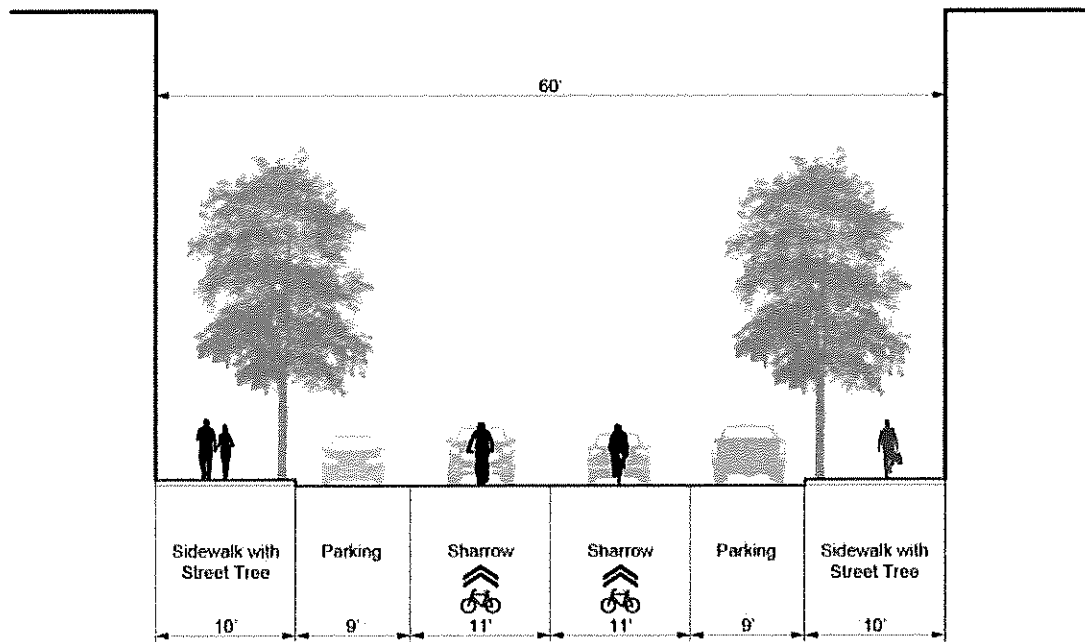 60'
Sidewalk with
Street Tree
Parking
Sharrow
Sharrow
Parking
Sidewalk with
Street Tree
10'
9'
11'
11'
9'
10'